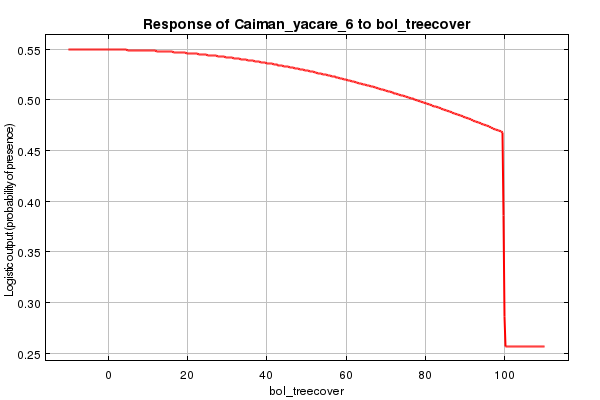 Response of Caiman_yacare_6 to bol_treecover
Logistic output (probability of presence)
0.55
0.50
0.45
0.40
0.35
0.30
0.25
0 20 40 60 80 100
bol_treecover